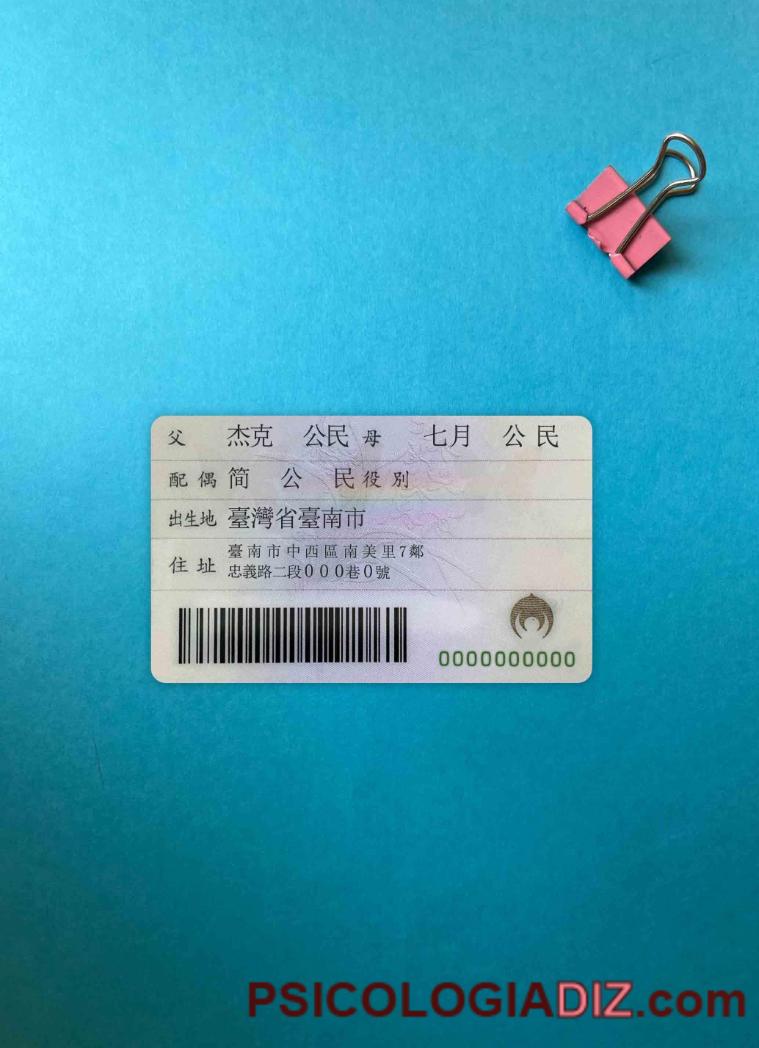 父 杰克 公民 母 七月 公民
配偶 简 公 民 役別
出生地 臺灣省臺南市
住址 臺南市中西區南美里7鄰
忠義路二段000巷0號
0000000000
PSICOLOGIADIZ.com